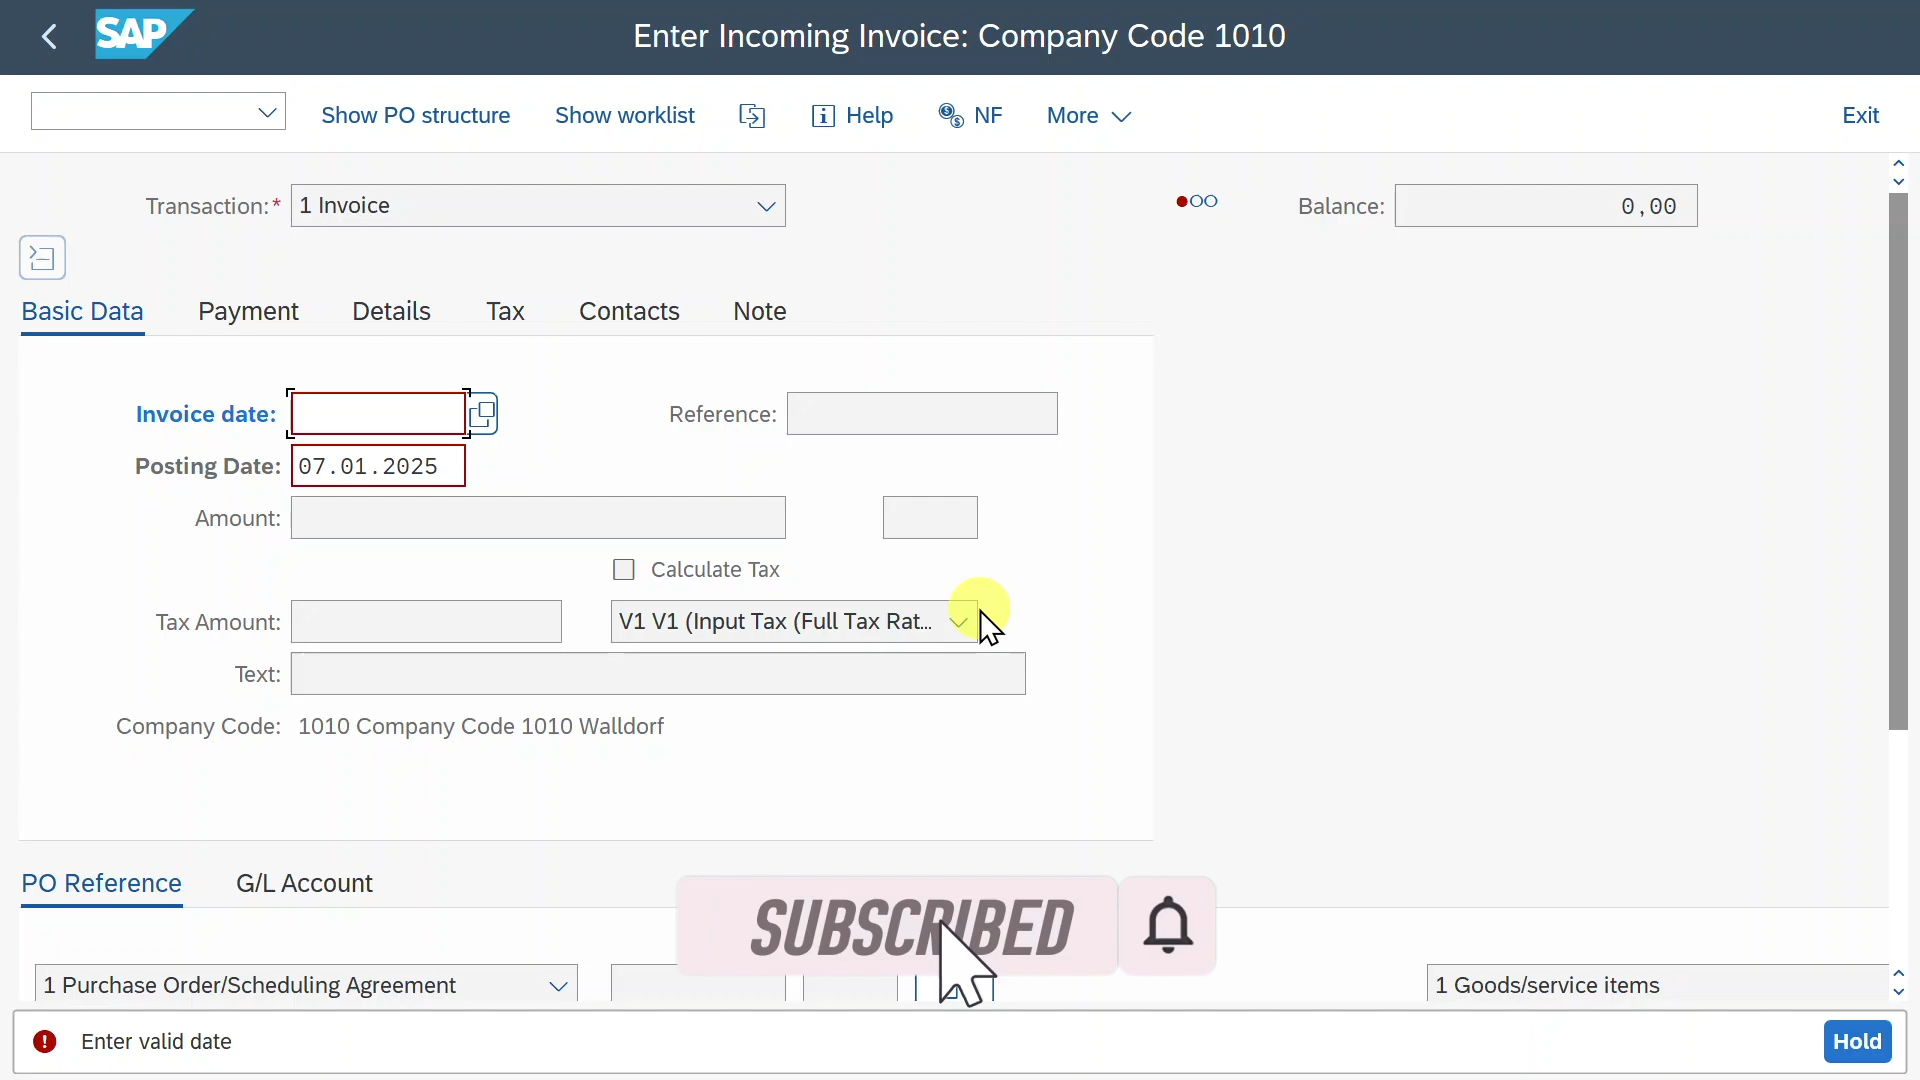 SAP
Enter Incoming Invoice: Company Code 1010
Show PO structure Show worklist Help NF More Exit
Transaction:* 1 Invoice Balance: 0,00
Basic Data Payment Details Tax Contacts Note
Invoice date: Reference:
Posting Date: 07.01.2025
Amount:
Calculate Tax
Tax Amount: V1 V1 (Input Tax (Full Tax Rat...
Text:
Company Code: 1010 Company Code 1010 Walldorf
PO Reference G/L Account
SUBSCRIBED
1 Purchase Order/Scheduling Agreement 1 Goods/service items
Enter valid date Hold